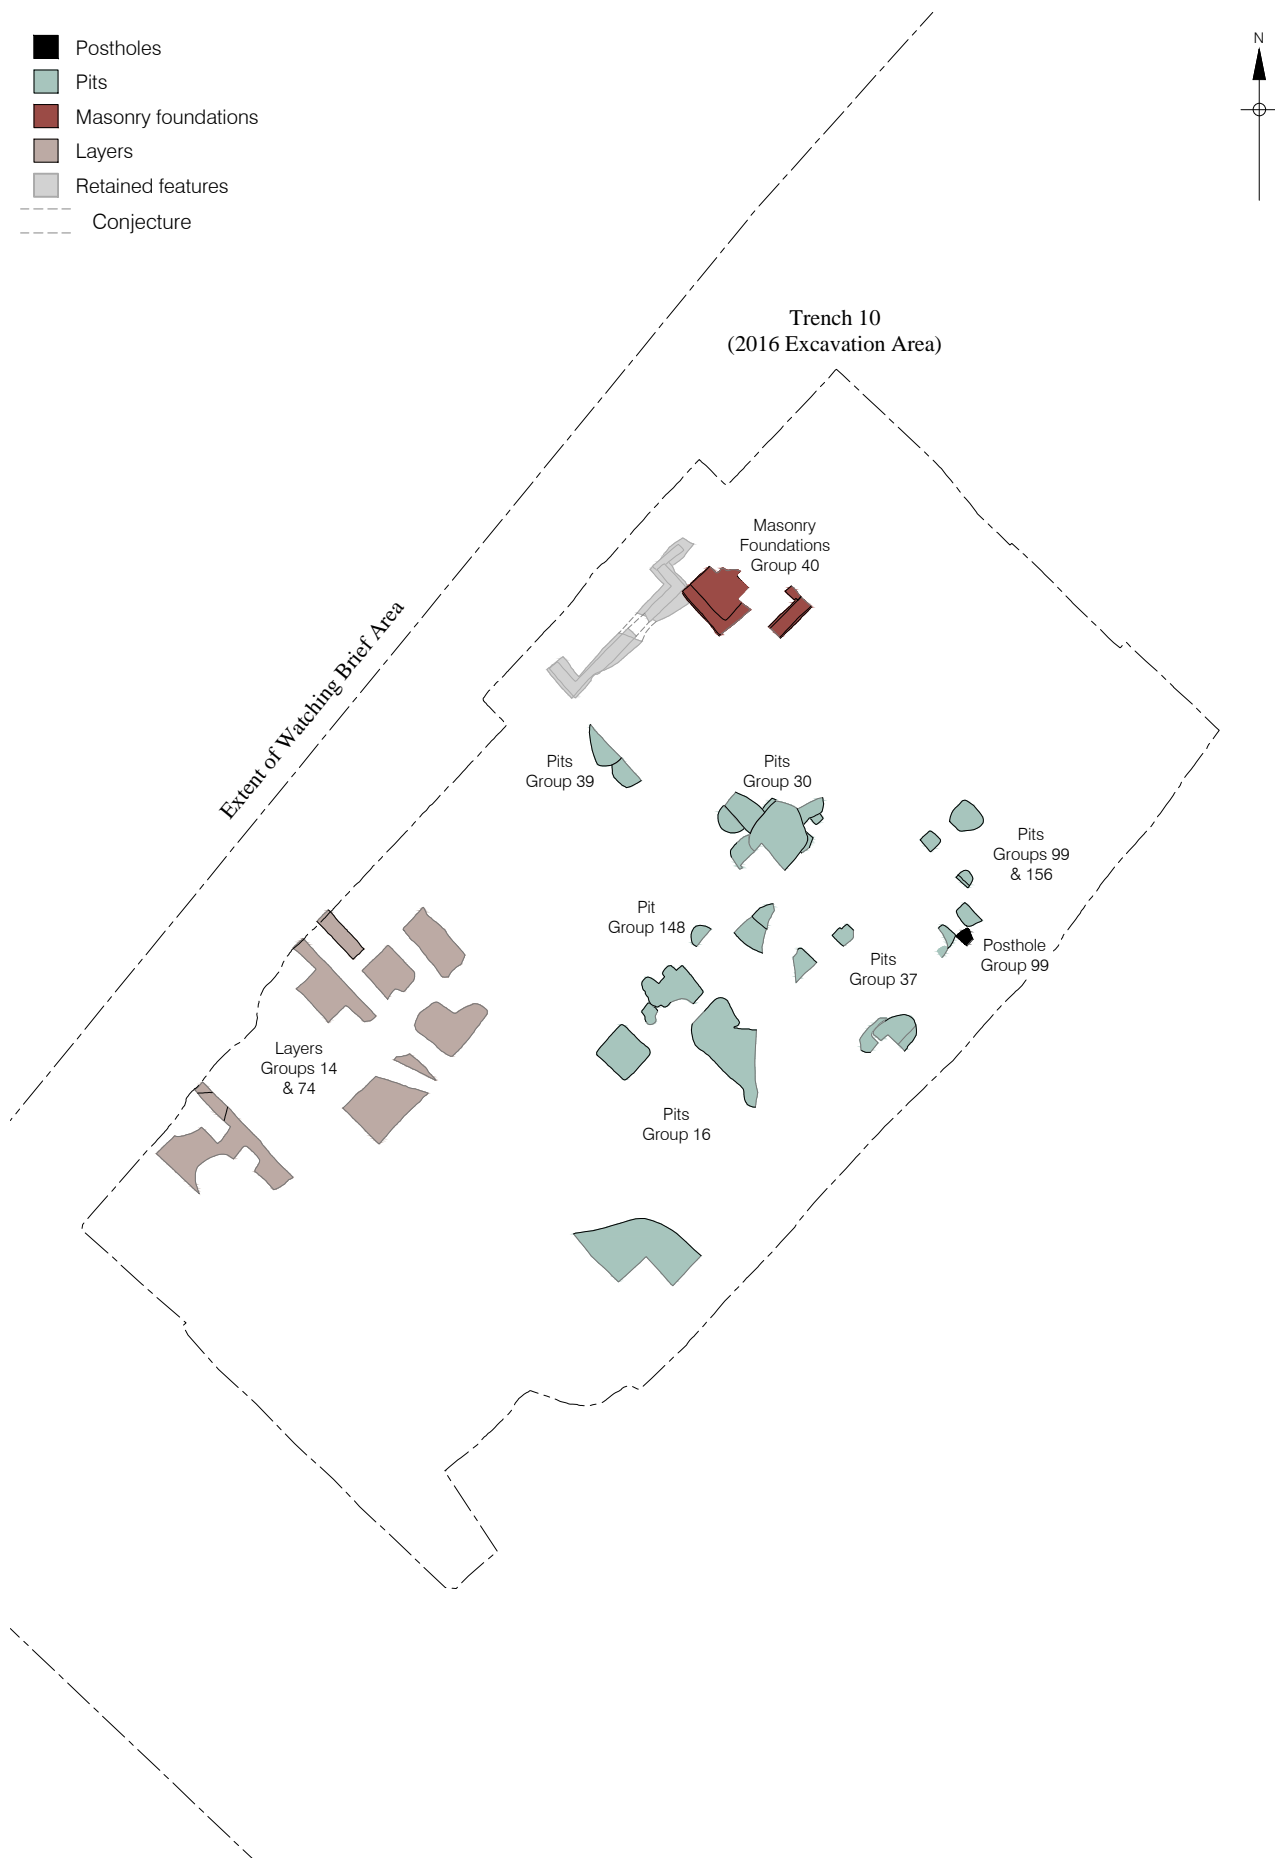 Postholes
Pits
Masonry foundations
Layers
Retained features
Conjecture
N
Trench 10
(2016 Excavation Area)
Extent of Watching Brief Area
Masonry
Foundations
Group 40
Pits
Group 39
Pits
Group 30
Pits
Groups 99
& 156
Pit
Group 148
Posthole
Group 99
Pits
Group 37
Layers
Groups 14
& 74
Pits
Group 16